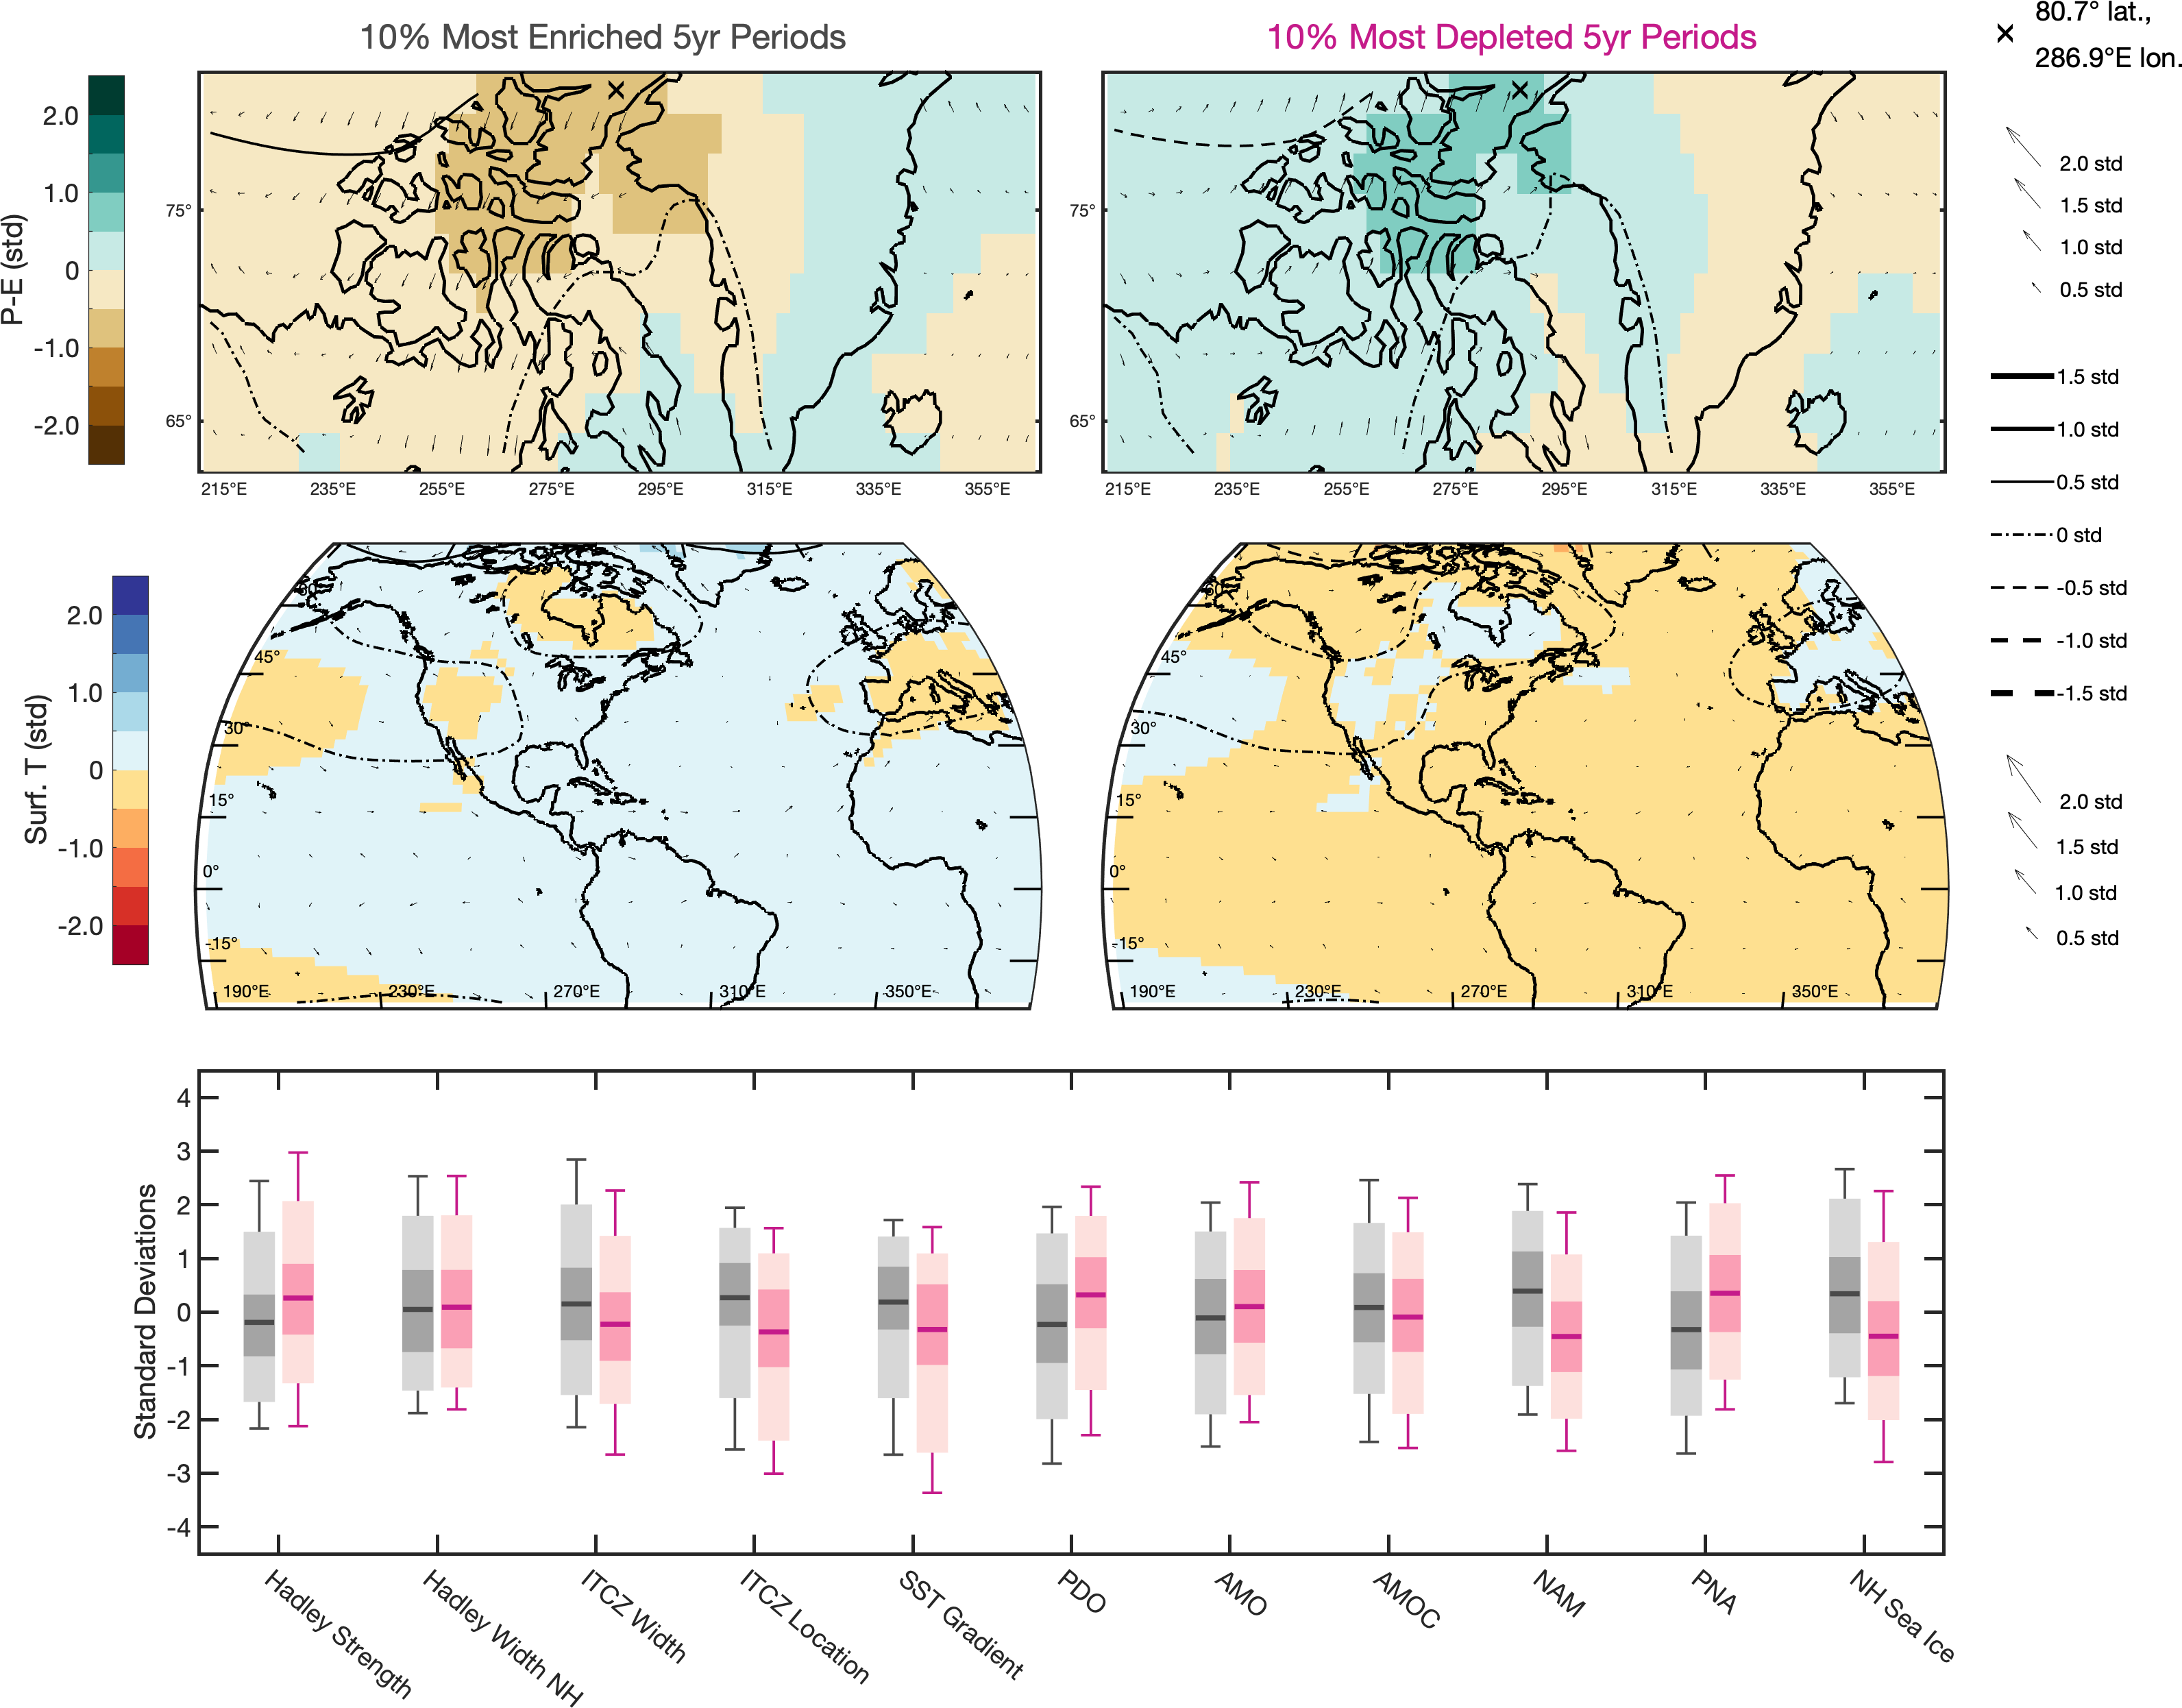 10% Most Enriched 5yr Periods
10% Most Depleted 5yr Periods
80.7° lat.,
286.9°E lon.
P-E (std)
2.0
1.0
0
-1.0
-2.0
75°
65°
215°E 235°E 255°E 275°E 295°E 315°E 335°E 355°E
75°
65°
215°E 235°E 255°E 275°E 295°E 315°E 335°E 355°E
2.0 std
1.5 std
1.0 std
0.5 std
1.5 std
1.0 std
0.5 std
0 std
-0.5 std
-1.0 std
-1.5 std
Surf. T (std)
2.0
1.0
0
-1.0
-2.0
60°
45°
30°
15°
0°
-15°
190°E 230°E 270°E 310°E 350°E
60°
45°
30°
15°
0°
-15°
190°E 230°E 270°E 310°E 350°E
2.0 std
1.5 std
1.0 std
0.5 std
Standard Deviations
4
3
2
1
0
-1
-2
-3
-4
Hadley Strength
Hadley Width NH
ITCZ Width
ITCZ Location
SST Gradient
PDO
AMO
AMOC
NAM
PNA
NH Sea Ice